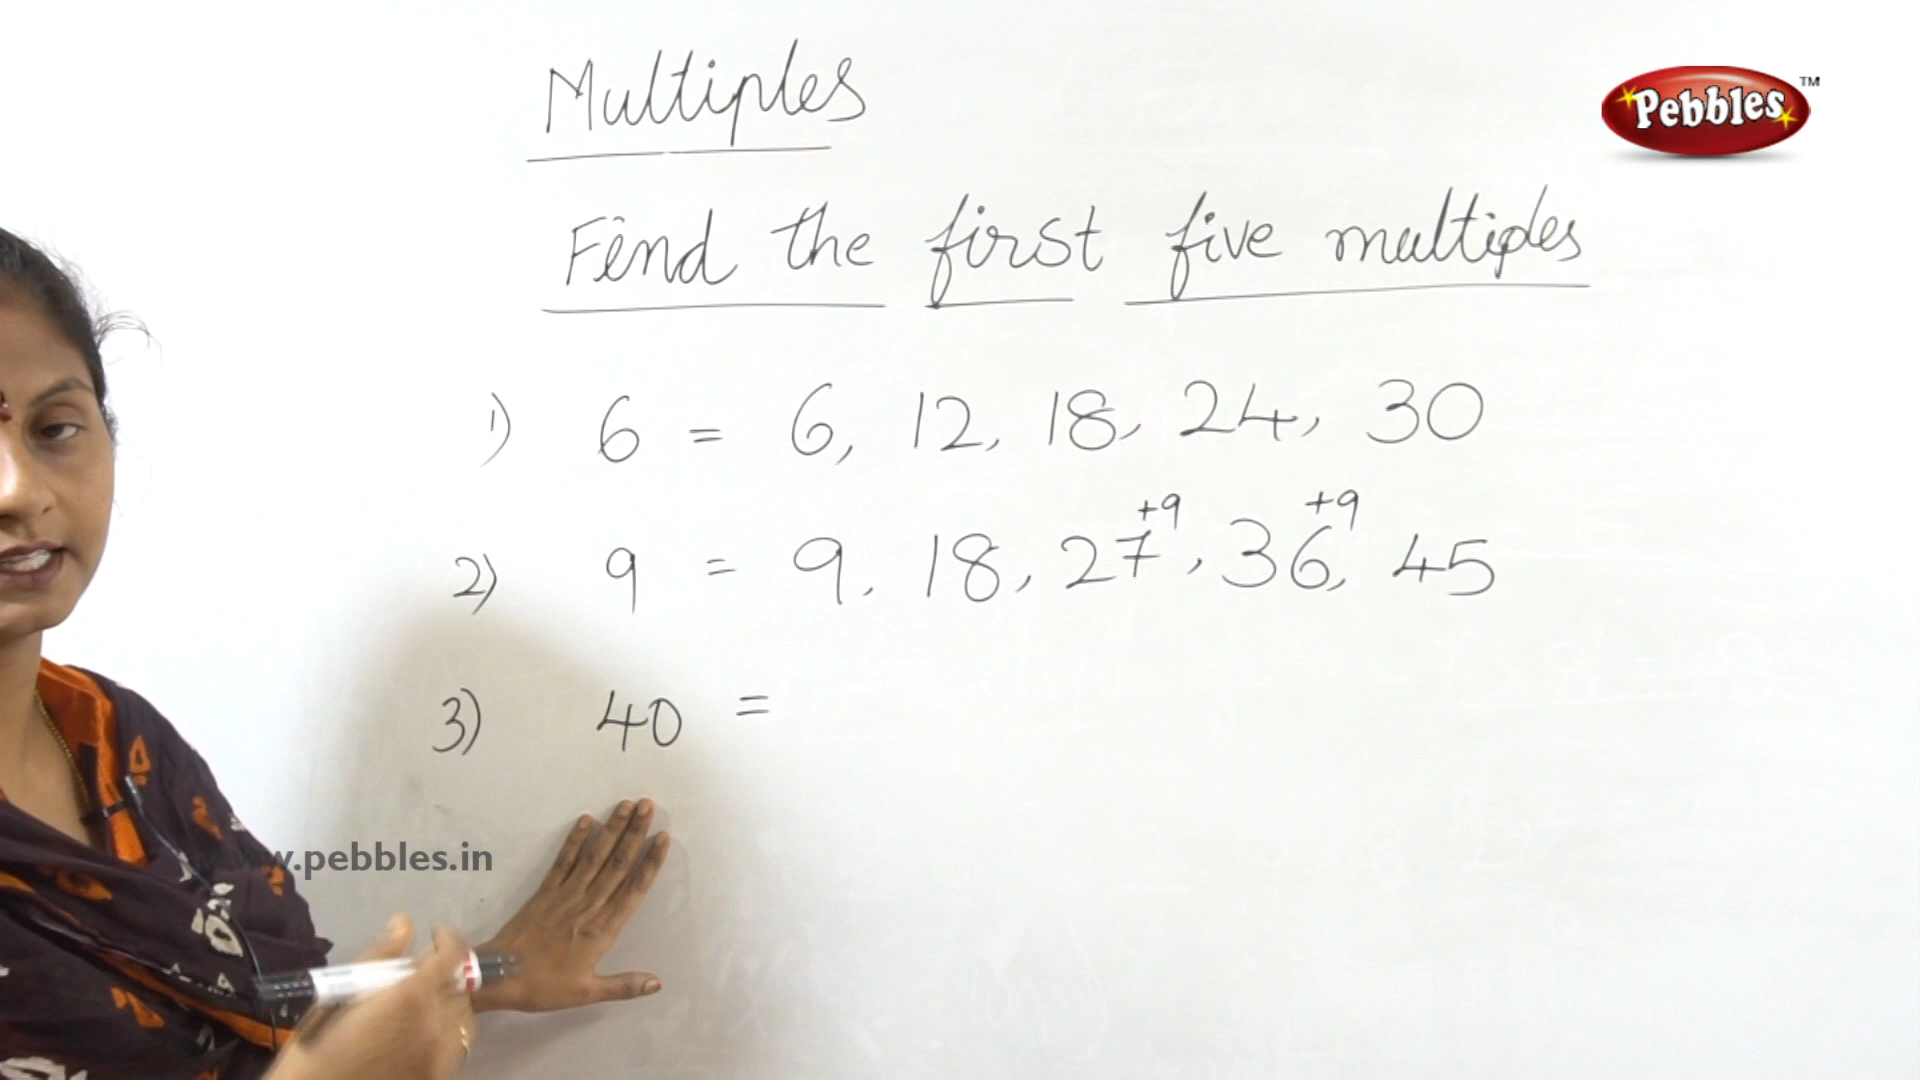 Multiples
Pebbles™
Find the first five multiples
1) 6 = 6, 12, 18, 24, 30
+9 +9
2) 9 = 9, 18, 27, 36, 45
3) 40 =
.pebbles.in